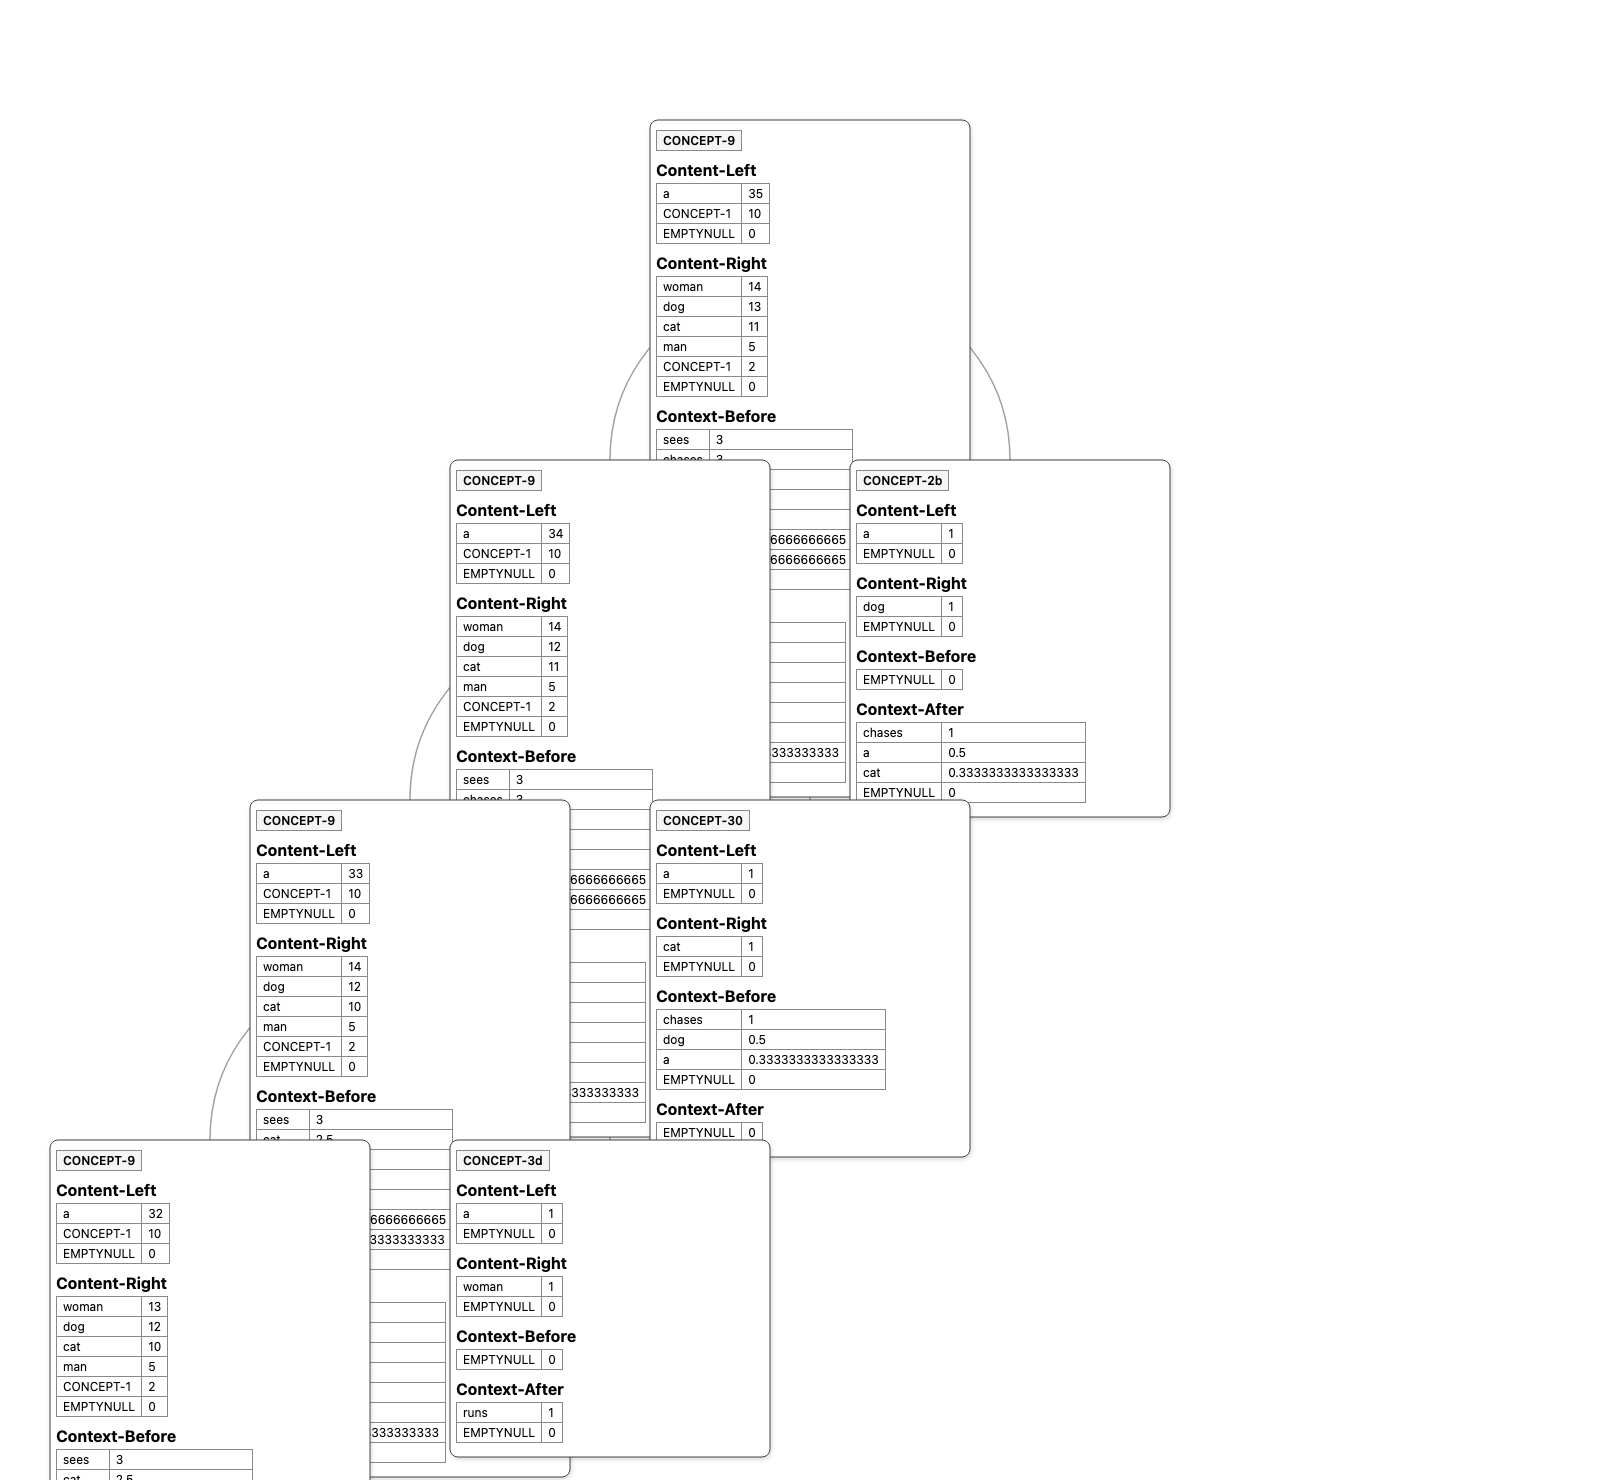 CONCEPT-9
Content-Left
a 35
CONCEPT-1 10
EMPTYNULL 0
Content-Right
woman 14
dog 13
cat 11
man 5
CONCEPT-1 2
EMPTYNULL 0
Context-Before
sees 3
chases 3
6666666665
6666666665
333333333
CONCEPT-9
Content-Left
a 34
CONCEPT-1 10
EMPTYNULL 0
Content-Right
woman 14
dog 12
cat 11
man 5
CONCEPT-1 2
EMPTYNULL 0
Context-Before
sees 3
chases 3
6666666665
6666666665
333333333
CONCEPT-2b
Content-Left
a 1
EMPTYNULL 0
Content-Right
dog 1
EMPTYNULL 0
Context-Before
EMPTYNULL 0
Context-After
chases 1
a 0.5
cat 0.3333333333333333
EMPTYNULL 0
CONCEPT-9
Content-Left
a 33
CONCEPT-1 10
EMPTYNULL 0
Content-Right
woman 14
dog 12
cat 10
man 5
CONCEPT-1 2
EMPTYNULL 0
Context-Before
sees 3
cat 2.5
6666666665
3333333333
333333333
CONCEPT-30
Content-Left
a 1
EMPTYNULL 0
Content-Right
cat 1
EMPTYNULL 0
Context-Before
chases 1
dog 0.5
a 0.3333333333333333
EMPTYNULL 0
Context-After
EMPTYNULL 0
CONCEPT-9
Content-Left
a 32
CONCEPT-1 10
EMPTYNULL 0
Content-Right
woman 13
dog 12
cat 10
man 5
CONCEPT-1 2
EMPTYNULL 0
Context-Before
sees 3
cat 2.5
CONCEPT-3d
Content-Left
a 1
EMPTYNULL 0
Content-Right
woman 1
EMPTYNULL 0
Context-Before
EMPTYNULL 0
Context-After
runs 1
EMPTYNULL 0